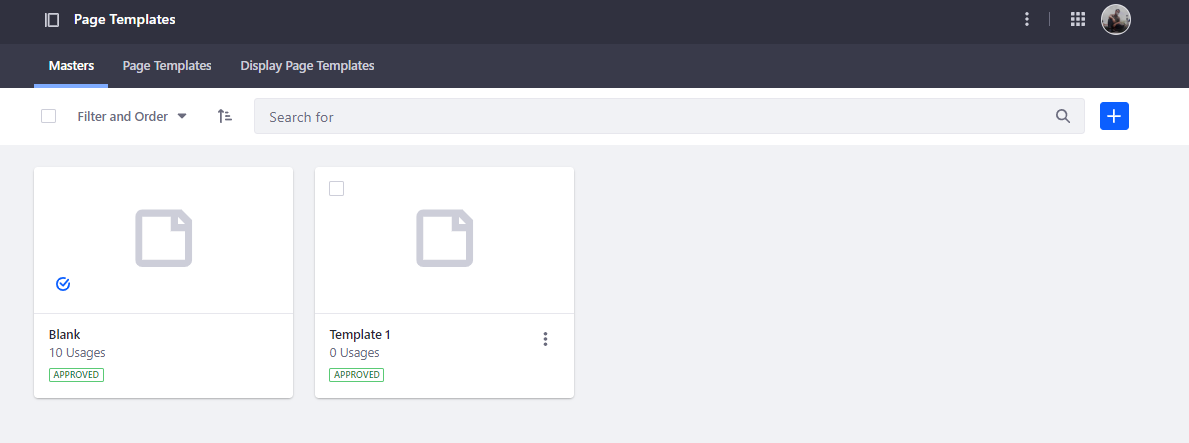 Page Templates
Masters Page Templates Display Page Templates
Filter and Order Search for
Blank
10 Usages
APPROVED
Template 1
0 Usages
APPROVED